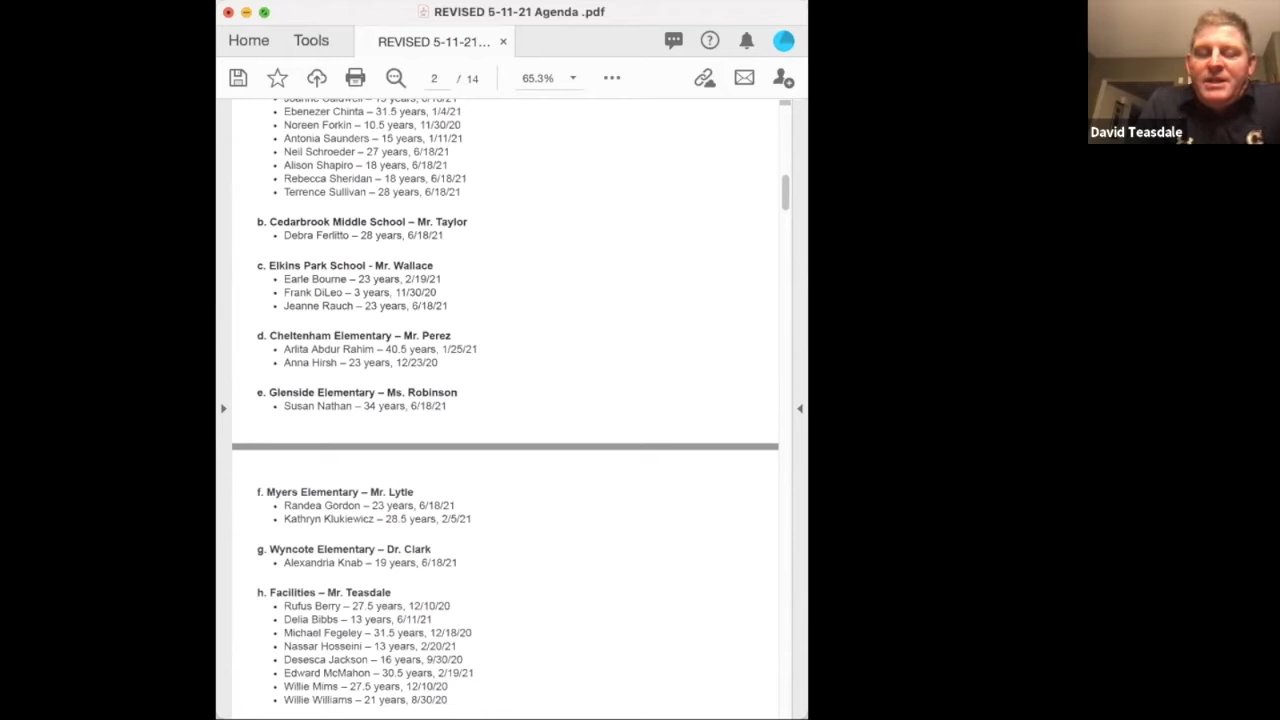 REVISED 5-11-21 Agenda .pdf
Home Tools REVISED 5-11-21... ×
2 / 14 65.3%
Ebenezer Chinta – 31.5 years, 1/4/21
Noreen Forkin – 10.5 years, 11/30/20
Antonia Saunders – 15 years, 1/11/21
Neil Schroeder – 27 years, 6/18/21
Alison Shapiro – 18 years, 6/18/21
Rebecca Sheridan – 18 years, 6/18/21
Terrence Sullivan – 28 years, 6/18/21
b. Cedarbrook Middle School – Mr. Taylor
Debra Ferlitto – 28 years, 6/18/21
c. Elkins Park School - Mr. Wallace
Earle Bourne – 23 years, 2/19/21
Frank DiLeo – 3 years, 11/30/20
Jeanne Rauch – 23 years, 6/18/21
d. Cheltenham Elementary – Mr. Perez
Arlita Abdur Rahim – 40.5 years, 1/25/21
Anna Hirsh – 23 years, 12/23/20
e. Glenside Elementary – Ms. Robinson
Susan Nathan – 34 years, 6/18/21
f. Myers Elementary – Mr. Lytle
Randea Gordon – 23 years, 6/18/21
Kathryn Klukiewicz – 28.5 years, 2/5/21
g. Wyncote Elementary – Dr. Clark
Alexandria Knab – 19 years, 6/18/21
h. Facilities – Mr. Teasdale
Rufus Berry – 27.5 years, 12/10/20
Delia Bibbs – 13 years, 6/11/21
Michael Fegeley – 31.5 years, 12/18/20
Nassar Hosseini – 13 years, 2/20/21
Desesca Jackson – 16 years, 9/30/20
Edward McMahon – 30.5 years, 2/19/21
Willie Mims – 27.5 years, 12/10/20
Willie Williams – 21 years, 8/30/20
David Teasdale